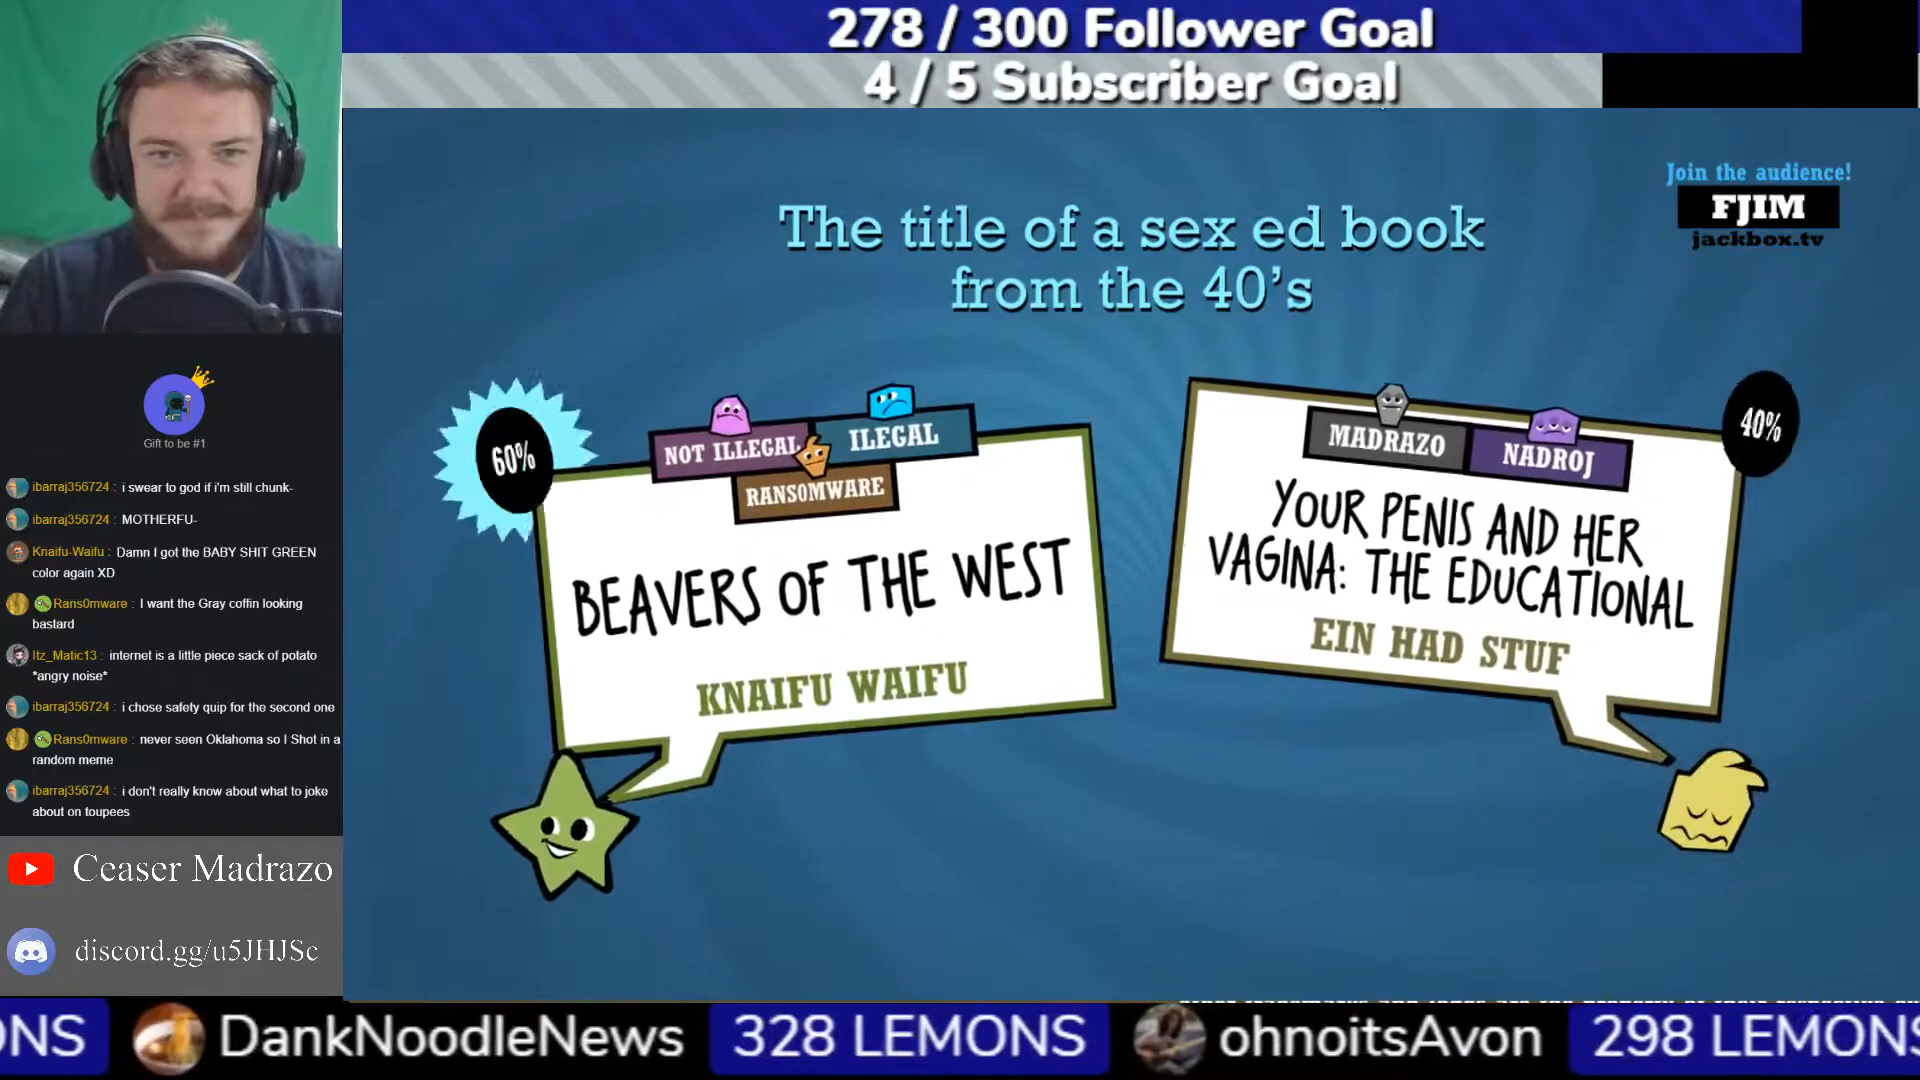 278 / 300 Follower Goal
4 / 5 Subscriber Goal
Join the audience!
FJIM
jackbox.tv
The title of a sex ed book
from the 40's
60%
NOT ILLEGAL
ILEGAL
RANSOMWARE
BEAVERS OF THE WEST
KNAIFU WAIFU
40%
MADRAZO
NADROJ
YOUR PENIS AND HER
VAGINA: THE EDUCATIONAL
EIN HAD STUF
Gift to be #1
ibarraj356724 : i swear to god if i'm still chunk-
ibarraj356724 : MOTHERFU-
Knaifu-Waifu : Damn I got the BABY SHIT GREEN
color again XD
Rans0mware : I want the Gray coffin looking
bastard
Itz_Matic13 : internet is a little piece sack of potato
*angry noise*
ibarraj356724 : i chose safety quip for the second one
Rans0mware : never seen Oklahoma so I Shot in a
random meme
ibarraj356724 : i don't really know about what to joke
about on toupees
Ceaser Madrazo
discord.gg/u5JHJSc
ONS DankNoodleNews 328 LEMONS ohnoitsAvon 298 LEMONS